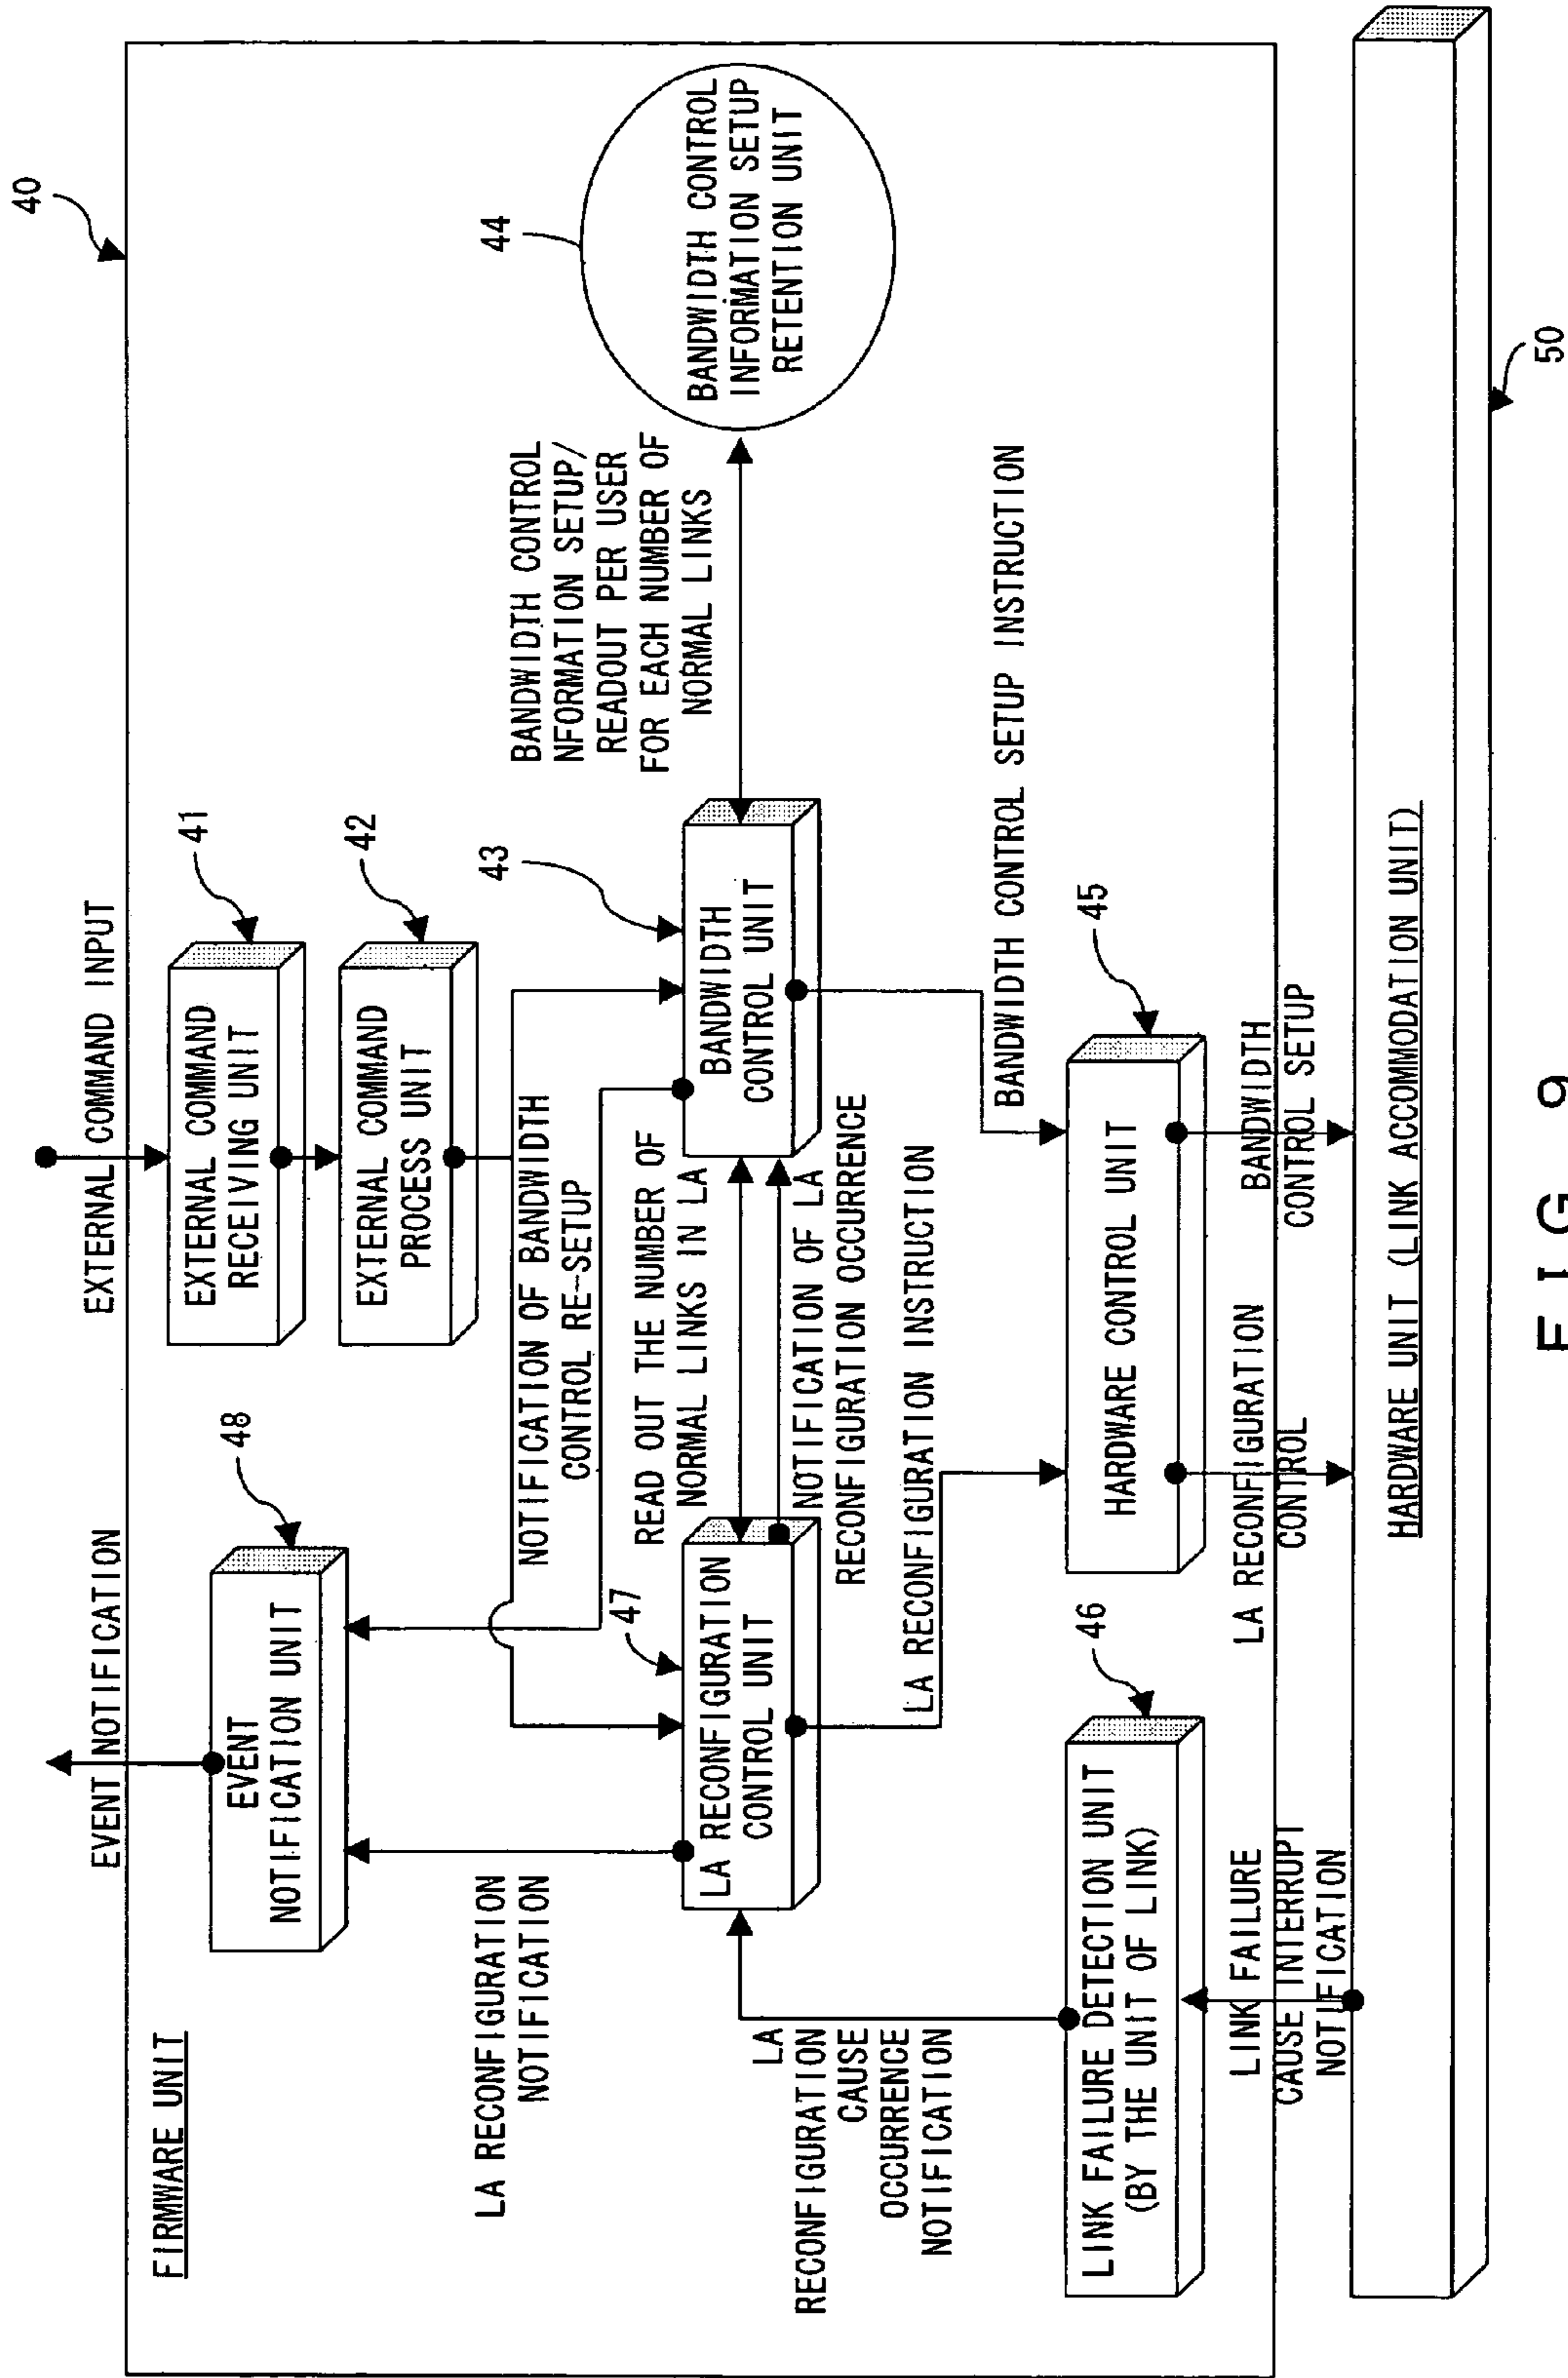 FIRMWARE UNIT
40
EVENT NOTIFICATION
EXTERNAL COMMAND INPUT
EVENT
NOTIFICATION UNIT
48
EXTERNAL COMMAND
RECEIVING UNIT
41
EXTERNAL COMMAND
PROCESS UNIT
42
LA RECONFIGURATION
NOTIFICATION
NOTIFICATION OF BANDWIDTH
CONTROL RE-SETUP
43
BANDWIDTH CONTROL
NFORMATION SETUP/
READOUT PER USER
FOR EACH NUMBER OF
NORMAL LINKS
44
BANDWIDTH CONTROL
INFORMATION SETUP
RETENTION UNIT
47
LA RECONFIGURATION
CONTROL UNIT
READ OUT THE NUMBER OF
NORMAL LINKS IN LA
BANDWIDTH
CONTROL UNIT
NOTIFICATION OF LA
RECONFIGURATION OCCURRENCE
LA
RECONFIGURATION
CAUSE
OCCURRENCE
NOTIFICATION
LA RECONFIGURATION INSTRUCTION
BANDWIDTH CONTROL SETUP INSTRUCTION
LINK FAILURE DETECTION UNIT
(BY THE UNIT OF LINK)
46
HARDWARE CONTROL UNIT
45
LINK FAILURE
CAUSE INTERRUPT
NOTIFICATION
LA RECONFIGURATION
CONTROL
BANDWIDTH
CONTROL SETUP
HARDWARE UNIT (LINK ACCOMMODATION UNIT)
50
FIG. 9